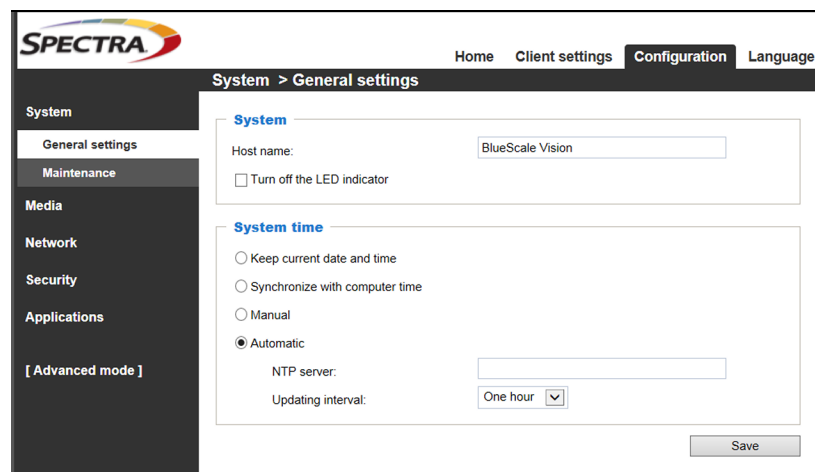 SPECTRA
Home Client settings Configuration Language
System > General settings
System
General settings
Maintenance
Media
Network
Security
Applications
[ Advanced mode ]
System
Host name: BlueScale Vision
Turn off the LED indicator
System time
Keep current date and time
Synchronize with computer time
Manual
Automatic
NTP server:
Updating interval: One hour
Save